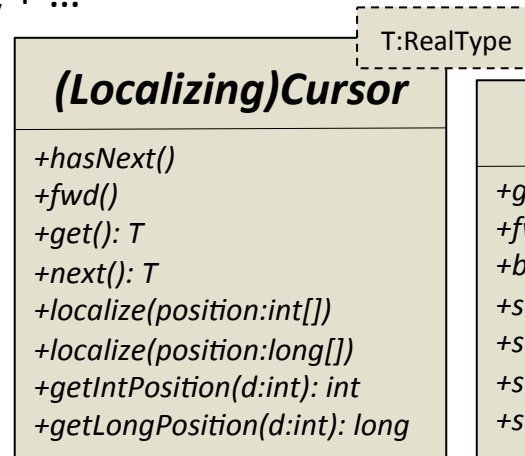 + ...
T:RealType
(Localizing)Cursor
+hasNext()
+fwd()
+get(): T
+next(): T
+localize(position:int[])
+localize(position:long[])
+getIntPosition(d:int): int
+getLongPosition(d:int): long